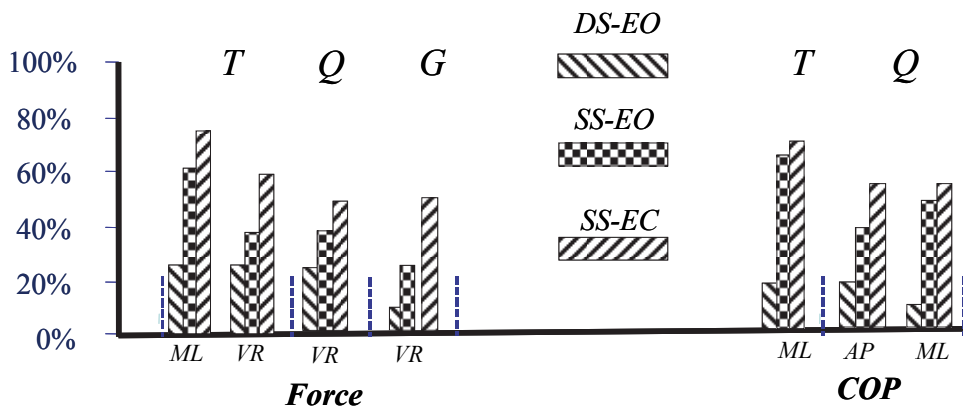 DS-EO
100% T Q G T Q
80% SS-EO
60%
40% SS-EC
20%
0%
ML VR VR VR ML AP ML
Force COP